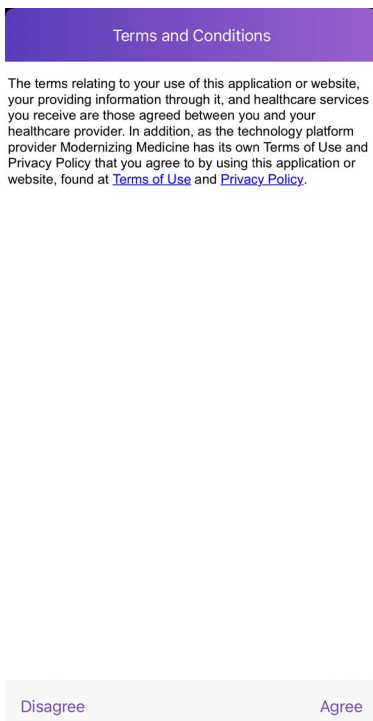 Terms and Conditions
The terms relating to your use of this application or website,
your providing information through it, and healthcare services
you receive are those agreed between you and your
healthcare provider. In addition, as the technology platform
provider Modernizing Medicine has its own Terms of Use and
Privacy Policy that you agree to by using this application or
website, found at Terms of Use and Privacy Policy.
Disagree
Agree